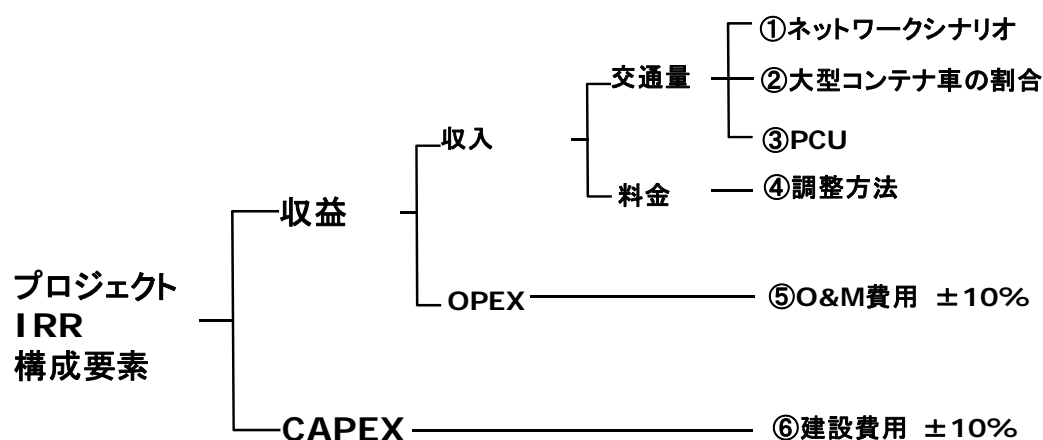 ①ネットワークシナリオ
交通量
②大型コンテナ車の割合
収入
③PCU
料金
④調整方法
収益
プロジェクト
IRR
構成要素
OPEX
⑤O&M費用 ±10%
CAPEX
⑥建設費用 ±10%